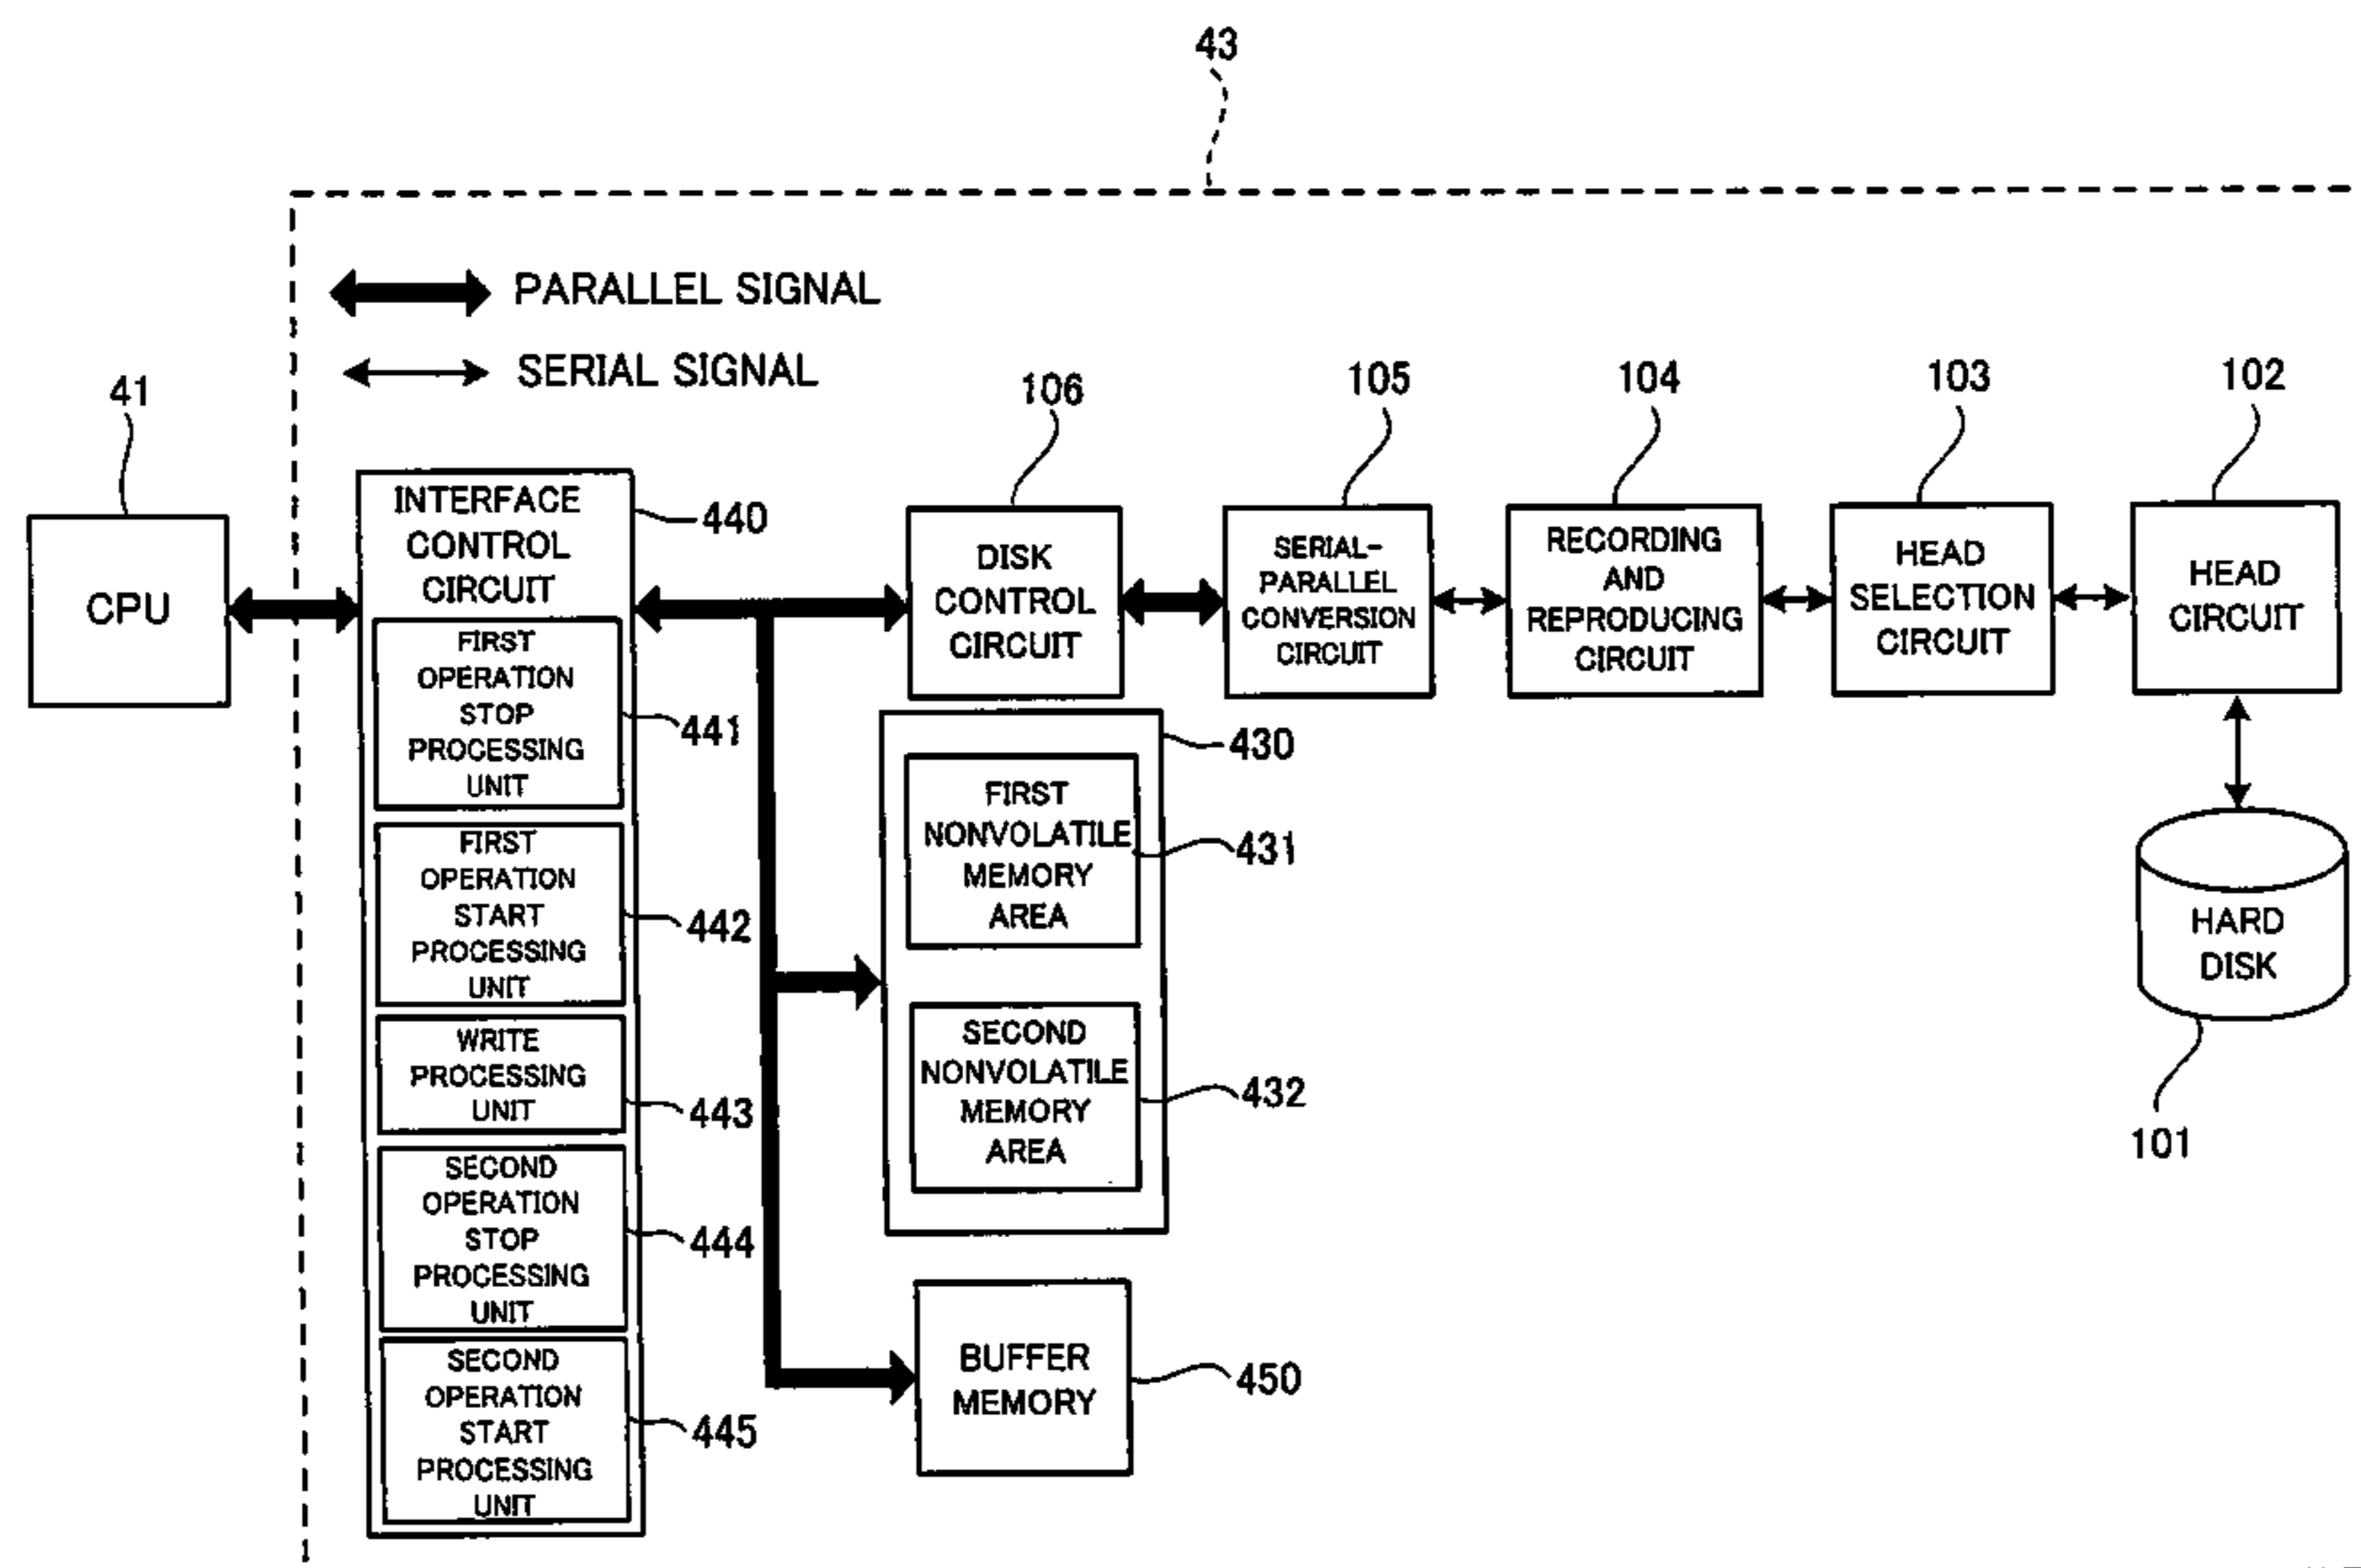 43
PARALLEL SIGNAL
SERIAL SIGNAL
41
106
105
104
103
102
CPU
INTERFACE
CONTROL
CIRCUIT
440
FIRST
OPERATION
STOP
PROCESSING
UNIT
441
FIRST
OPERATION
START
PROCESSING
UNIT
442
WRITE
PROCESSING
UNIT
443
SECOND
OPERATION
STOP
PROCESSING
UNIT
444
SECOND
OPERATION
START
PROCESSING
UNIT
445
DISK
CONTROL
CIRCUIT
SERIAL-
PARALLEL
CONVERSION
CIRCUIT
RECORDING
AND
REPRODUCING
CIRCUIT
HEAD
SELECTION
CIRCUIT
HEAD
CIRCUIT
430
FIRST
NONVOLATILE
MEMORY
AREA
431
SECOND
NONVOLATILE
MEMORY
AREA
432
BUFFER
MEMORY
450
HARD
DISK
101